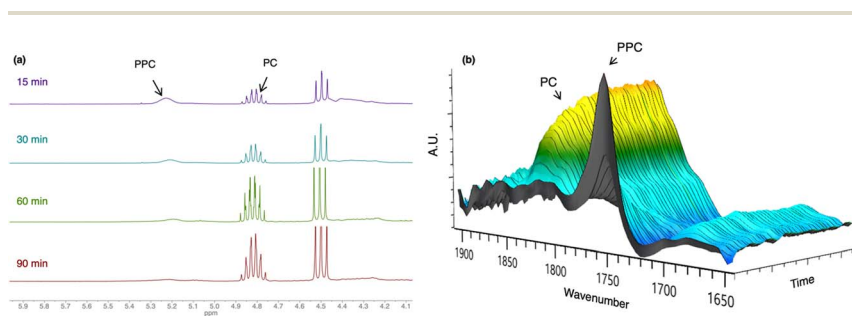 (a)
PPC
PC
15 min
30 min
60 min
90 min
5.9 5.8 5.7 5.6 5.5 5.4 5.3 5.2 5.1 5.0 4.9 4.8 4.7 4.6 4.5 4.4 4.3 4.2 4.1
ppm
(b)
PPC
PC
A.U.
1900 1850 1800 1750 1700 1650
Wavenumber
Time